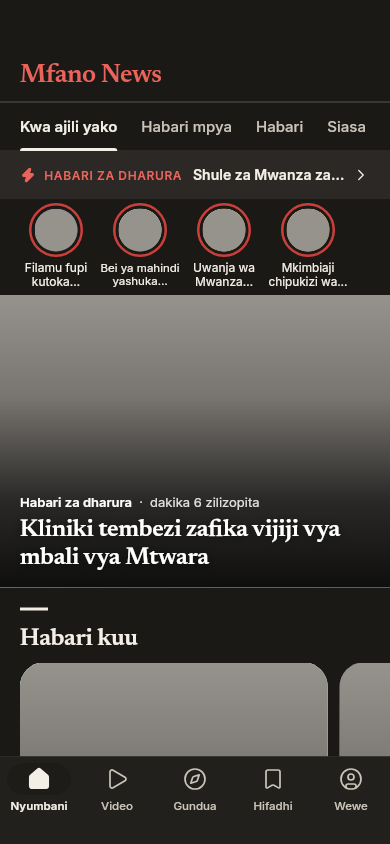 Mfano News
Kwa ajili yako Habari mpya Habari Siasa
HABARI ZA DHARURA Shule za Mwanza za...
Filamu fupi kutoka...
Bei ya mahindi yashuka...
Uwanja wa Mwanza...
Mkimbiaji chipukizi wa...
Habari za dharura · dakika 6 zilizopita
Kliniki tembezi zafika vijiji vya
mbali vya Mtwara
Habari kuu
Nyumbani Video Gundua Hifadhi Wewe